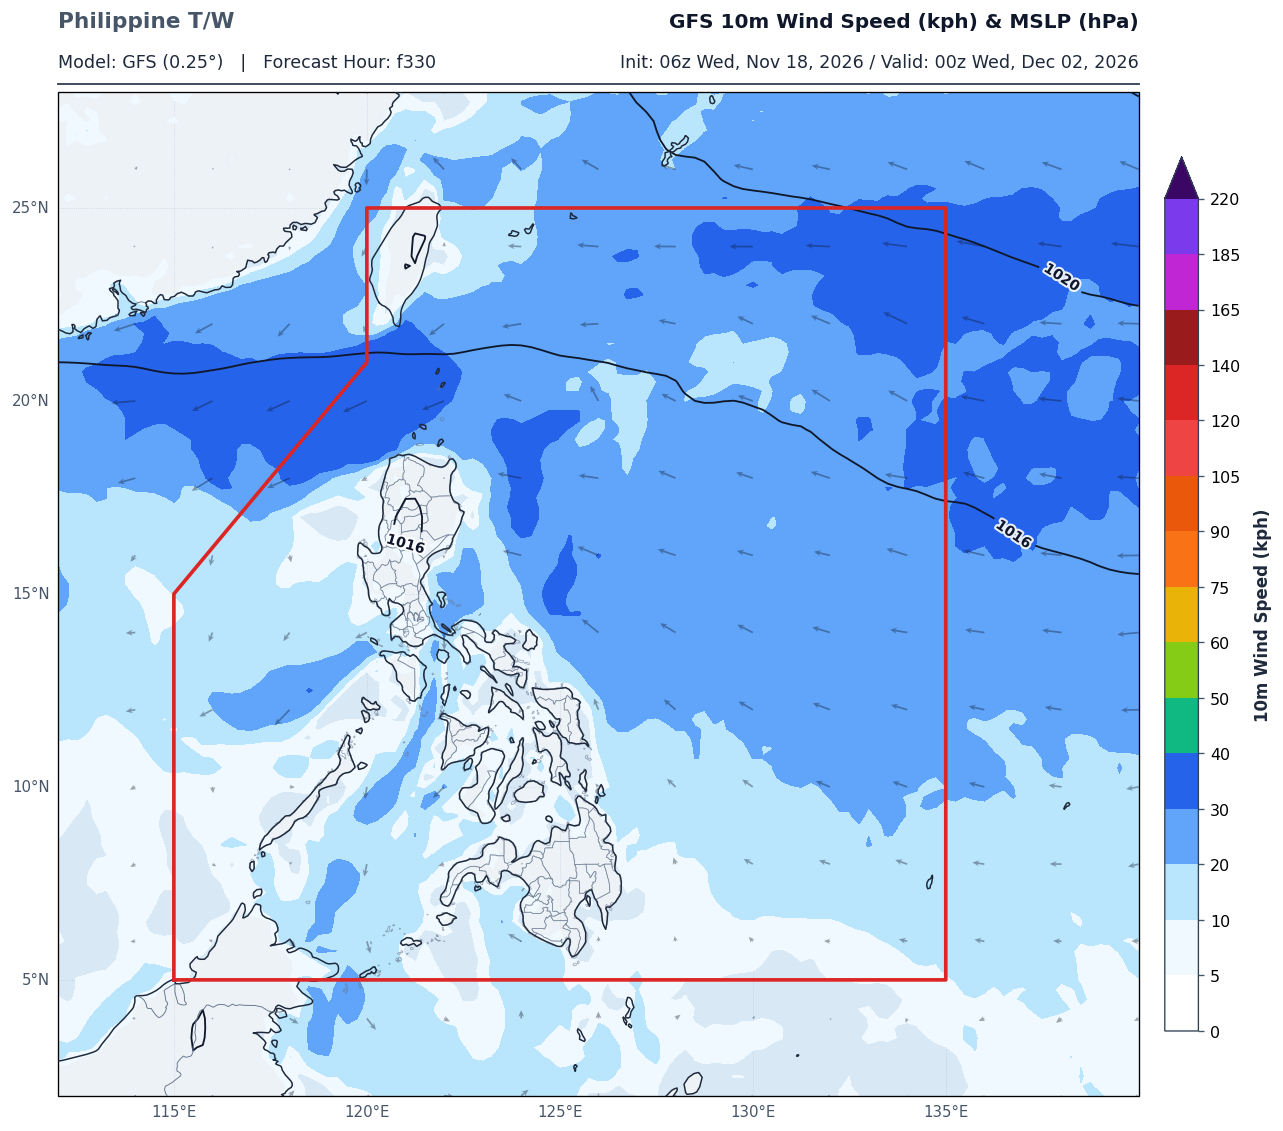 Philippine T/W
GFS 10m Wind Speed (kph) & MSLP (hPa)
Model: GFS (0.25°)   |   Forecast Hour: f330
Init: 06z Wed, Nov 18, 2026 / Valid: 00z Wed, Dec 02, 2026
25°N
20°N
15°N
10°N
5°N
115°E
120°E
125°E
130°E
135°E
1020
1016
1016
220
185
165
140
120
105
90
75
60
50
40
30
20
10
5
0
10m Wind Speed (kph)